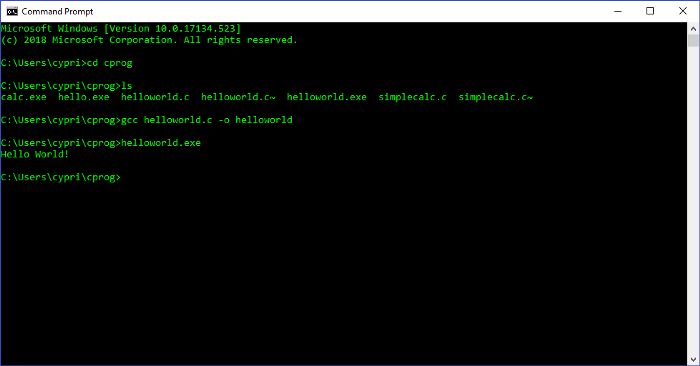 Command Prompt
Microsoft Windows [Version 10.0.17134.523]
(c) 2018 Microsoft Corporation. All rights reserved.
C:\Users\cypri>cd cprog
C:\Users\cypri\cprog>ls
calc.exe  hello.exe  helloworld.c  helloworld.c~  helloworld.exe  simplecalc.c  simplecalc.c~
C:\Users\cypri\cprog>gcc helloworld.c -o helloworld
C:\Users\cypri\cprog>helloworld.exe
Hello World!
C:\Users\cypri\cprog>